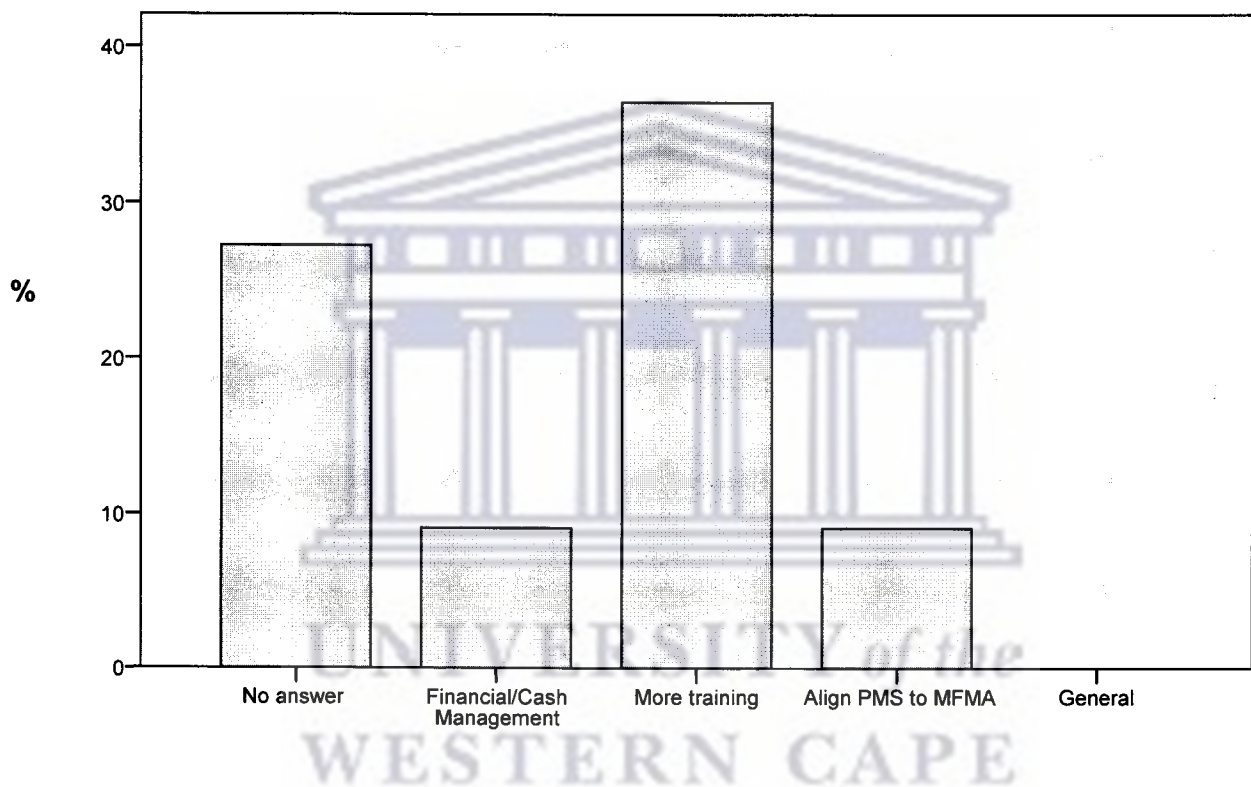 40
30
%
20
10
0
No answer
Financial/Cash
Management
More training
Align PMS to MFMA
General
UNIVERSITY of the
WESTERN CAPE